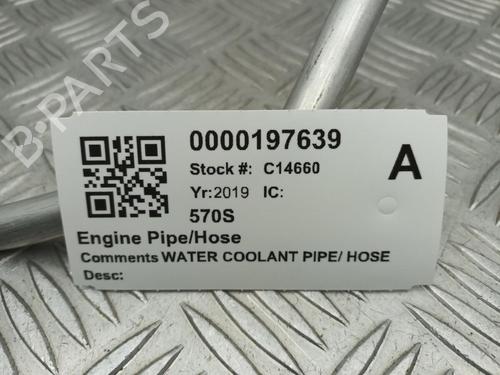 0000197639
A
Stock #: C14660
Yr:2019 IC:
570S
Engine Pipe/Hose
Comments WATER COOLANT PIPE/ HOSE
Desc:
B-PARTS